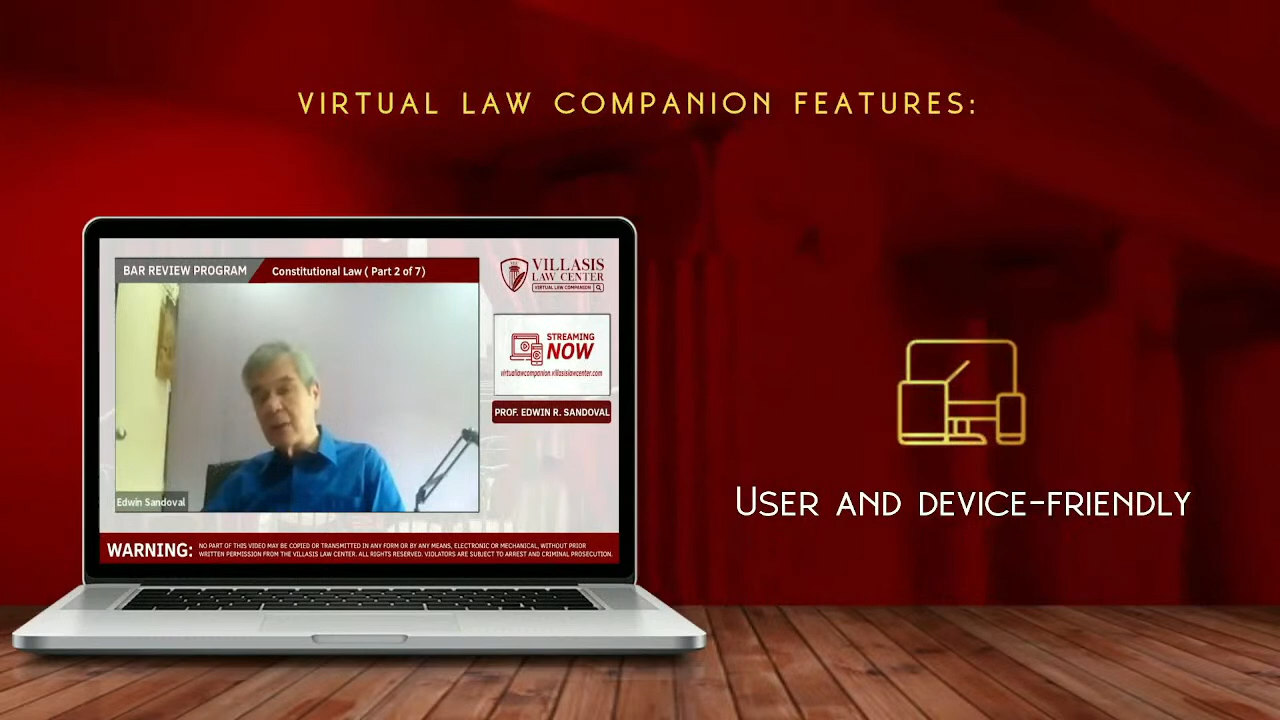 VIRTUAL LAW COMPANION FEATURES:
BAR REVIEW PROGRAM
Constitutional Law ( Part 2 of 7)
VILLASIS
LAW CENTER
VIRTUAL LAW COMPANION
STREAMING
NOW
virtuallawcompanion.villasislawcenter.com
PROF. EDWIN R. SANDOVAL
Edwin Sandoval
WARNING:
NO PART OF THIS VIDEO MAY BE COPIED OR TRANSMITTED IN ANY FORM OR BY ANY MEANS, ELECTRONIC OR MECHANICAL, WITHOUT PRIOR
WRITTEN PERMISSION FROM THE VILLASIS LAW CENTER. ALL RIGHTS RESERVED. VIOLATORS ARE SUBJECT TO ARREST AND CRIMINAL PROSECUTION.
USER AND DEVICE-FRIENDLY